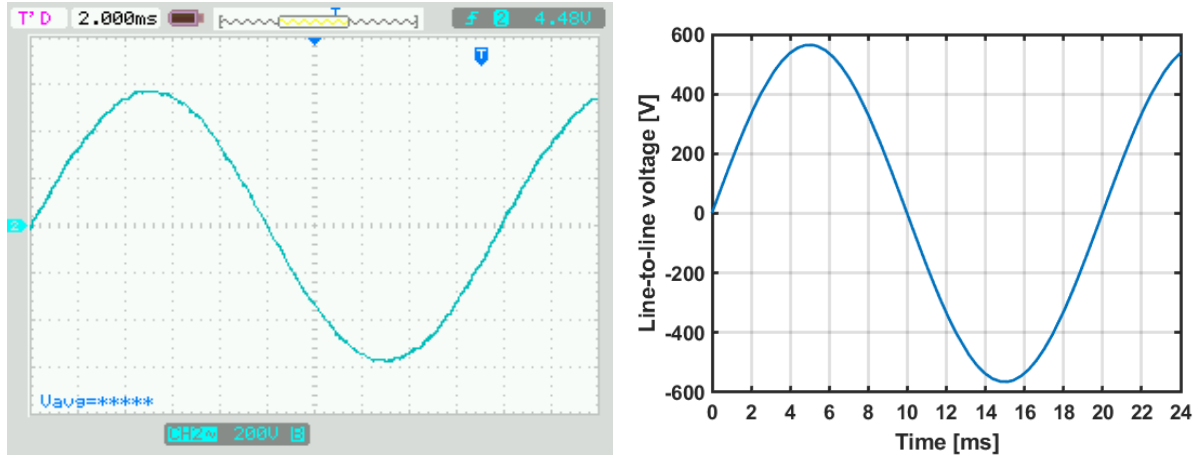 T'D 2.000ms T 2 4.48V
T
2
Vavg=*****
CH2~ 200V B
600
400
200
0
-200
-400
-600
Line-to-line voltage [V]
0 2 4 6 8 10 12 14 16 18 20 22 24
Time [ms]